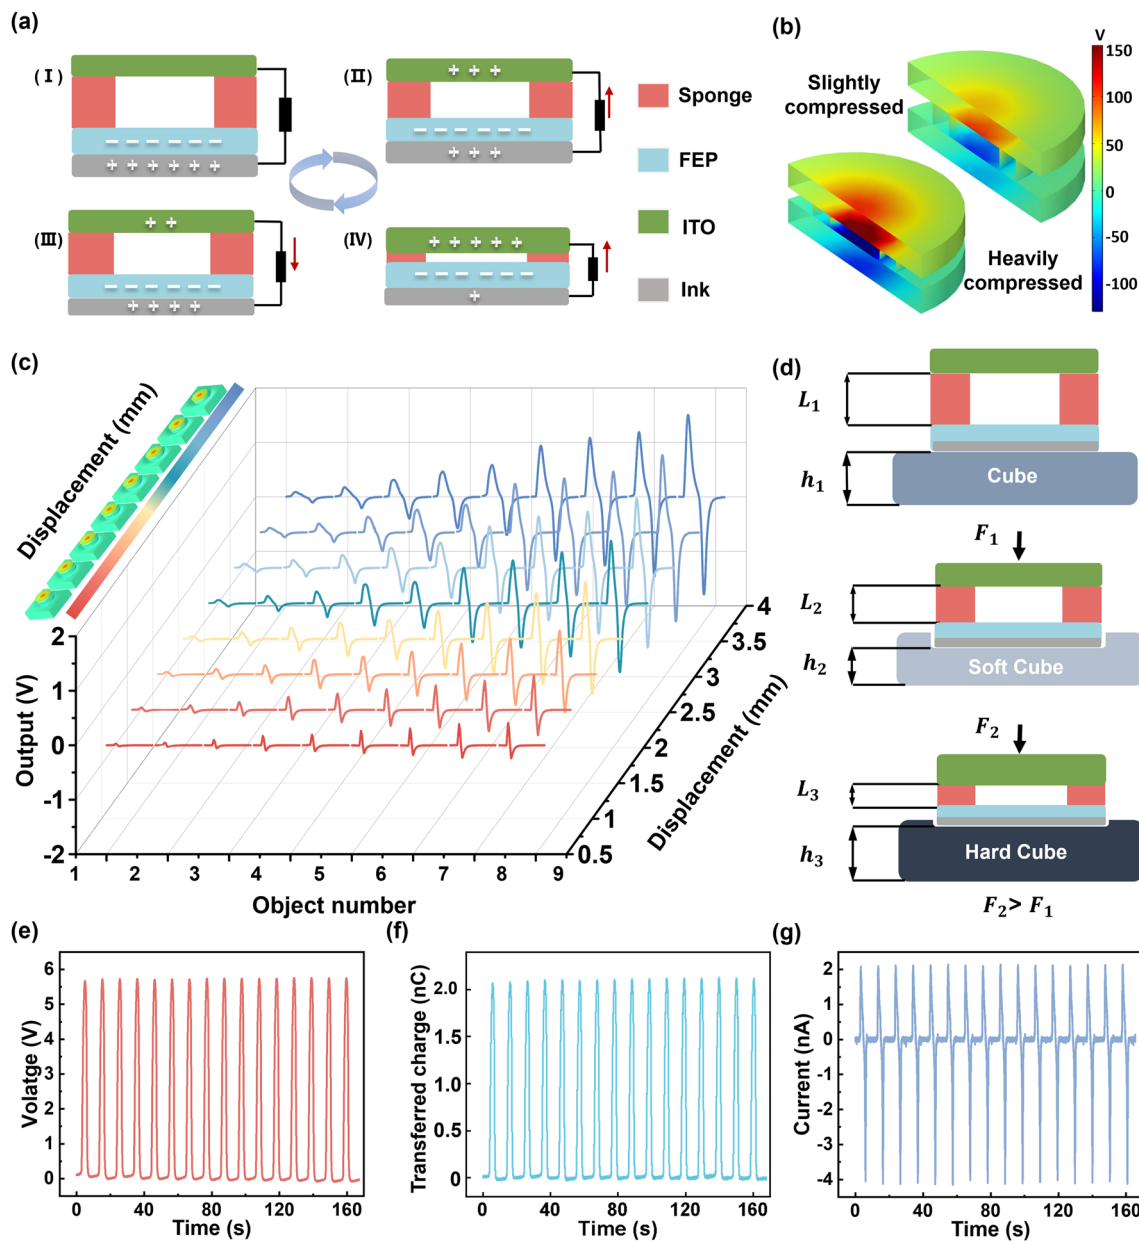 (a)
(I)
(II)
+ + +
− − − − − −
+ + + + + +
− − − − − −
+ + +
(III)
+ +
(IV)
+ + + + +
− − − − − −
+ + + +
− − − − − −
+
Sponge
FEP
ITO
Ink
(b)
V
Slightly
compressed
Heavily
compressed
150
100
50
0
-50
-100
(c)
Displacement (mm)
2
1
0
-1
-2
Output (V)
1 2 3 4 5 6 7 8 9
Object number
0.5
1
1.5
2
2.5
3
3.5
4
Displacement (mm)
(d)
L1
h1
Cube
F1
L2
h2
Soft Cube
F2
L3
h3
Hard Cube
F2> F1
(e)
6
5
4
3
2
1
0
Volatge (V)
0 40 80 120 160
Time (s)
(f)
2.0
1.5
1.0
0.5
0
Transferred charge (nC)
0 40 80 120 160
Time (s)
(g)
2
1
0
-1
-2
-3
-4
Current (nA)
0 40 80 120 160
Time (s)